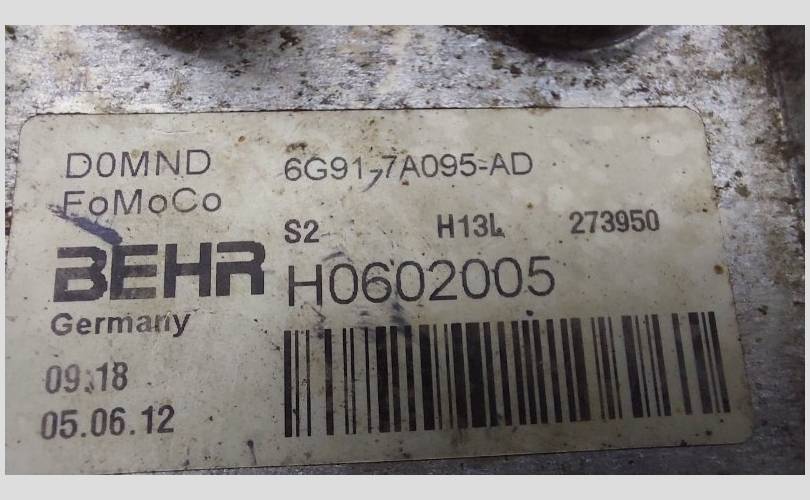 D0MND 6G91-7A095-AD
FoMoCo
S2 H13L 273950
BEHR H0602005
Germany
09:18
05.06.12